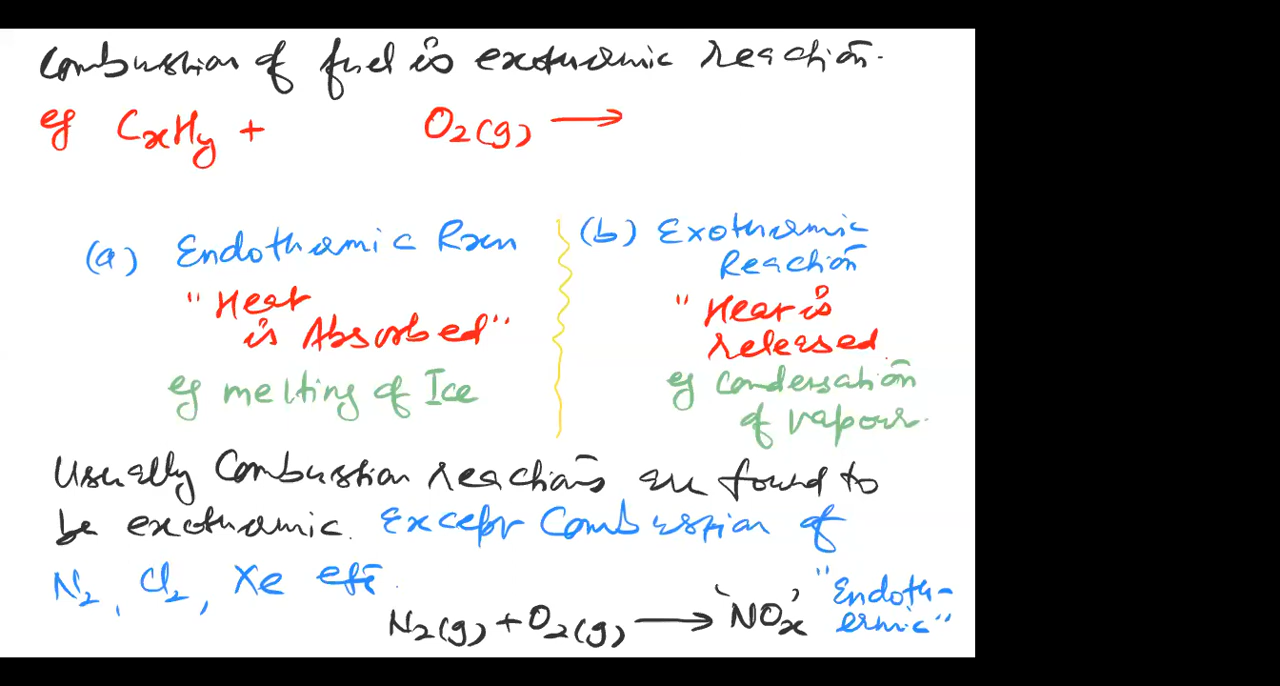 Combustion of fuel is exothermic reaction.
eg CxHy + O2(g) →
(a) Endothermic Rxn
"Heat
is Absorbed"
eg melting of Ice
(b) Exothermic
Reaction
"Heat is
released
eg Condensation
of vapour.
Usually Combustion reactions are found to
be exothermic. Except Combustion of
N2, Cl2, Xe etc.
N2(g) + O2(g) → 'NOx' "Endoth-
ermic"